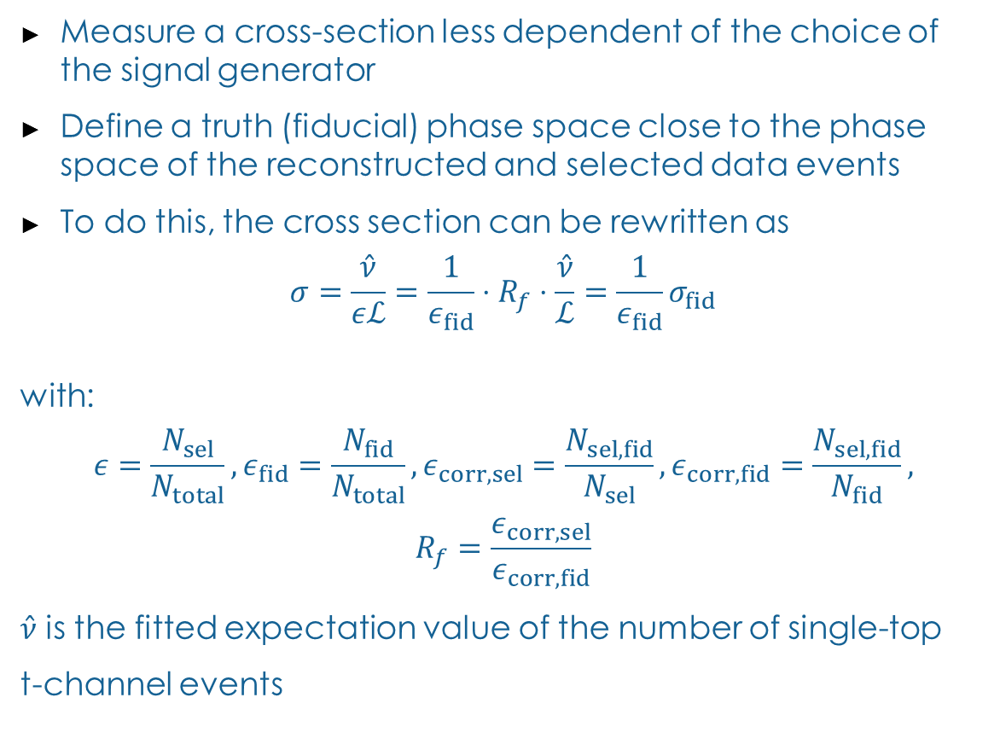 ► Measure a cross-section less dependent of the choice of
the signal generator
► Define a truth (fiducial) phase space close to the phase
space of the reconstructed and selected data events
► To do this, the cross section can be rewritten as
$\sigma = \frac{\hat{\nu}}{\epsilon \mathcal{L}} = \frac{1}{\epsilon_{\text{fid}}} \cdot R_f \cdot \frac{\hat{\nu}}{\mathcal{L}} = \frac{1}{\epsilon_{\text{fid}}} \sigma_{\text{fid}}$
with:
$\epsilon = \frac{N_{\text{sel}}}{N_{\text{total}}}, \epsilon_{\text{fid}} = \frac{N_{\text{fid}}}{N_{\text{total}}}, \epsilon_{\text{corr,sel}} = \frac{N_{\text{sel,fid}}}{N_{\text{sel}}}, \epsilon_{\text{corr,fid}} = \frac{N_{\text{sel,fid}}}{N_{\text{fid}}},$
$R_f = \frac{\epsilon_{\text{corr,sel}}}{\epsilon_{\text{corr,fid}}}$
$\hat{\nu}$ is the fitted expectation value of the number of single-top
t-channel events